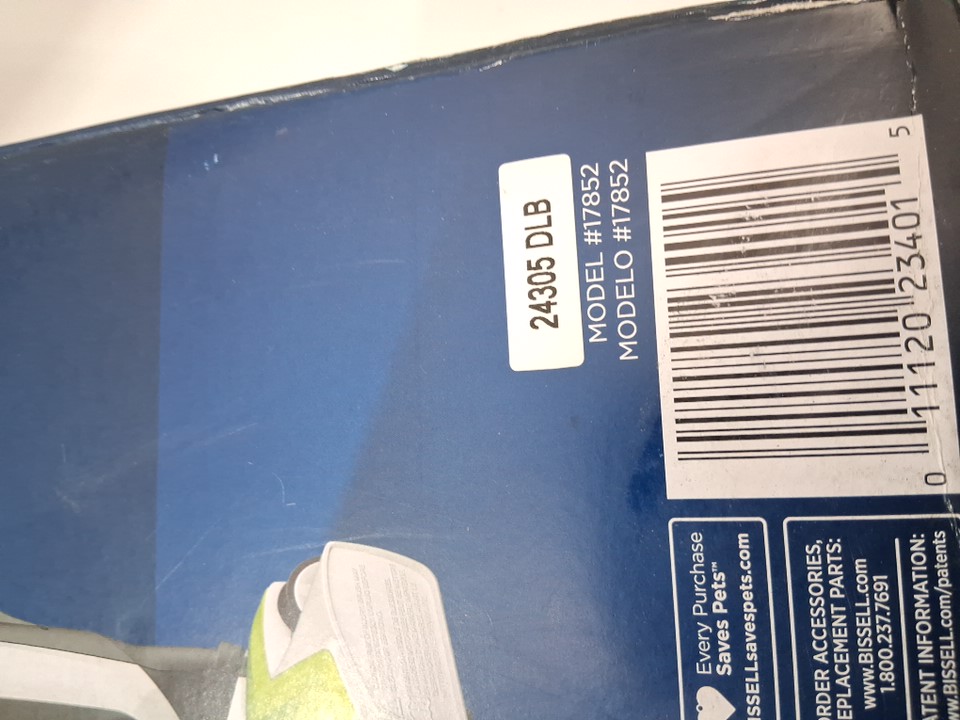 24305 DLB
MODEL #17852
MODELO #17852
0 11120 23401 5
Every Purchase
Saves Pets™
BISSELLsavespets.com
ORDER ACCESSORIES,
REPLACEMENT PARTS:
www.BISSELL.com
1.800.237.7691
PATENT INFORMATION:
www.BISSELL.com/patents